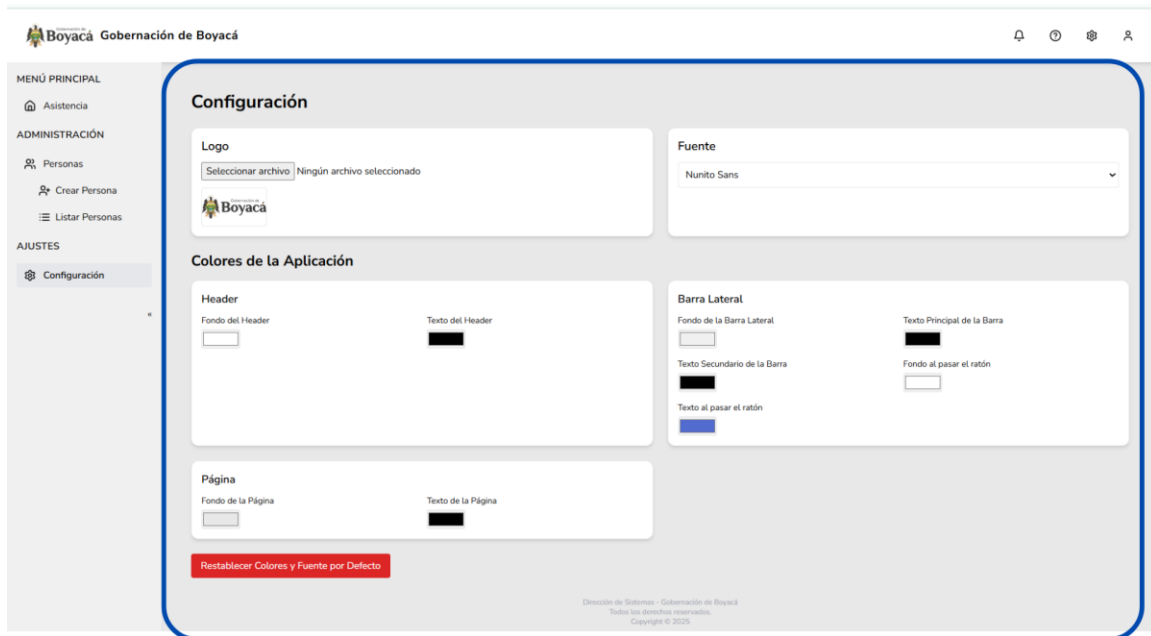 Gobernación de
Boyacá Gobernación de Boyacá
MENÚ PRINCIPAL
Asistencia
ADMINISTRACIÓN
Personas
Crear Persona
Listar Personas
AJUSTES
Configuración
«
Configuración
Logo
Seleccionar archivo Ningún archivo seleccionado
Gobernación de
Boyacá
Fuente
Nunito Sans
Colores de la Aplicación
Header
Fondo del Header
Texto del Header
Barra Lateral
Fondo de la Barra Lateral
Texto Principal de la Barra
Texto Secundario de la Barra
Fondo al pasar el ratón
Texto al pasar el ratón
Página
Fondo de la Página
Texto de la Página
Restablecer Colores y Fuente por Defecto
Dirección de Sistemas - Gobernación de Boyacá
Todos los derechos reservados.
Copyright © 2025